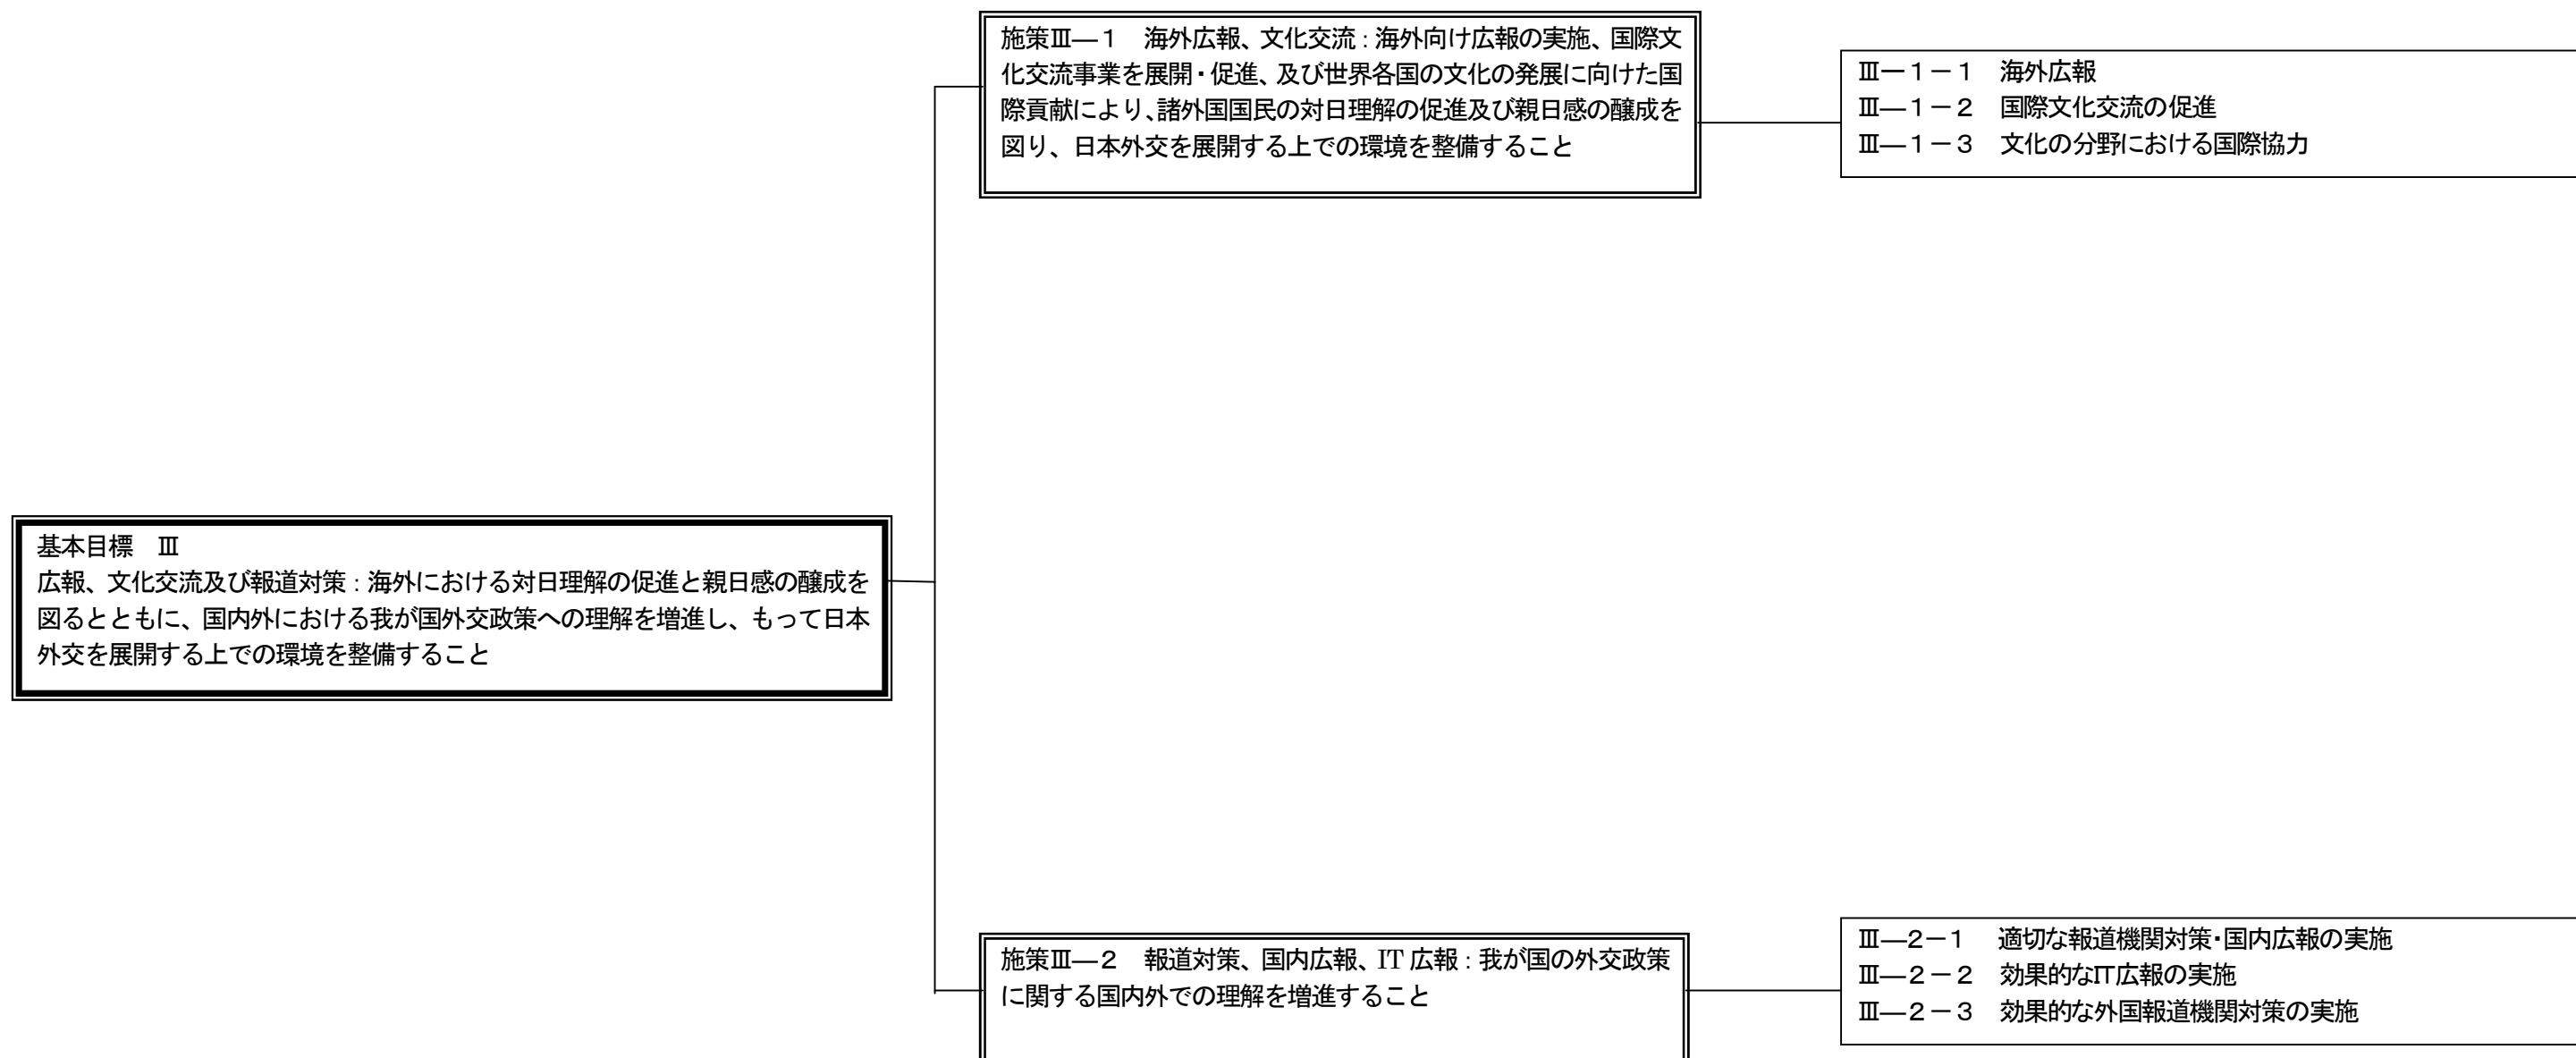 施策Ⅲ―１　海外広報、文化交流：海外向け広報の実施、国際文
化交流事業を展開・促進、及び世界各国の文化の発展に向けた国
際貢献により、諸外国国民の対日理解の促進及び親日感の醸成を
図り、日本外交を展開する上での環境を整備すること
Ⅲ－１－１　海外広報
Ⅲ―１－２　国際文化交流の促進
Ⅲ―１－３　文化の分野における国際協力
基本目標　Ⅲ
広報、文化交流及び報道対策：海外における対日理解の促進と親日感の醸成を
図るとともに、国内外における我が国外交政策への理解を増進し、もって日本
外交を展開する上での環境を整備すること
施策Ⅲ―２　報道対策、国内広報、IT 広報：我が国の外交政策
に関する国内外での理解を増進すること
Ⅲ―２－１　適切な報道機関対策・国内広報の実施
Ⅲ―２－２　効果的なIT広報の実施
Ⅲ―２－３　効果的な外国報道機関対策の実施